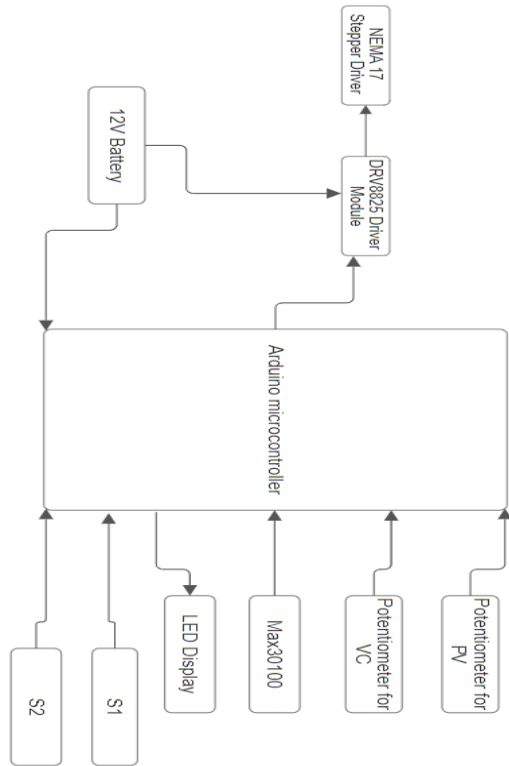 NEMA 17
Stepper Driver
12V Battery
DRV8825 Driver
Module
Arduino microcontroller
S2
S1
LED Display
Max30100
Potentiometer for
VC
Potentiometer for
PV